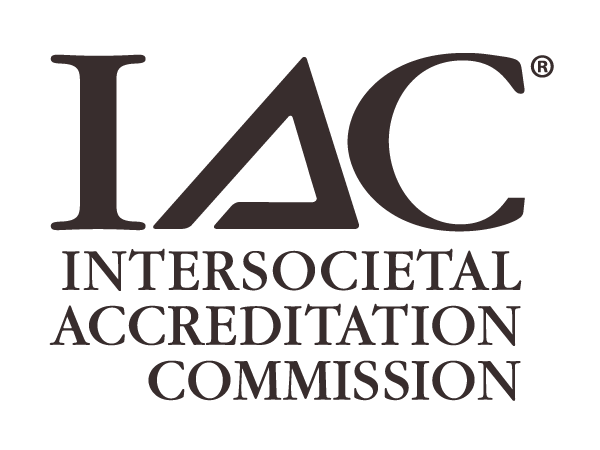 IAC®
INTERSOCIETAL
ACCREDITATION
COMMISSION